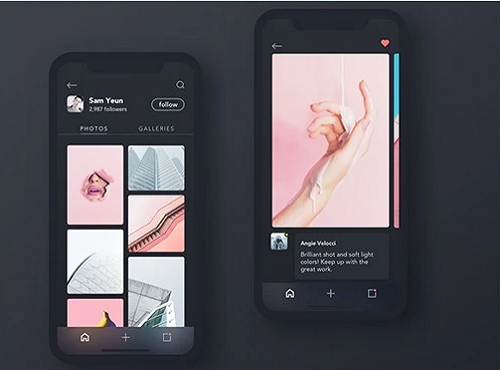 Sam Yeun
2,987 followers
follow
PHOTOS
GALLERIES
Angie Velocci
Brilliant shot and soft light
colors! Keep up with the
great work.